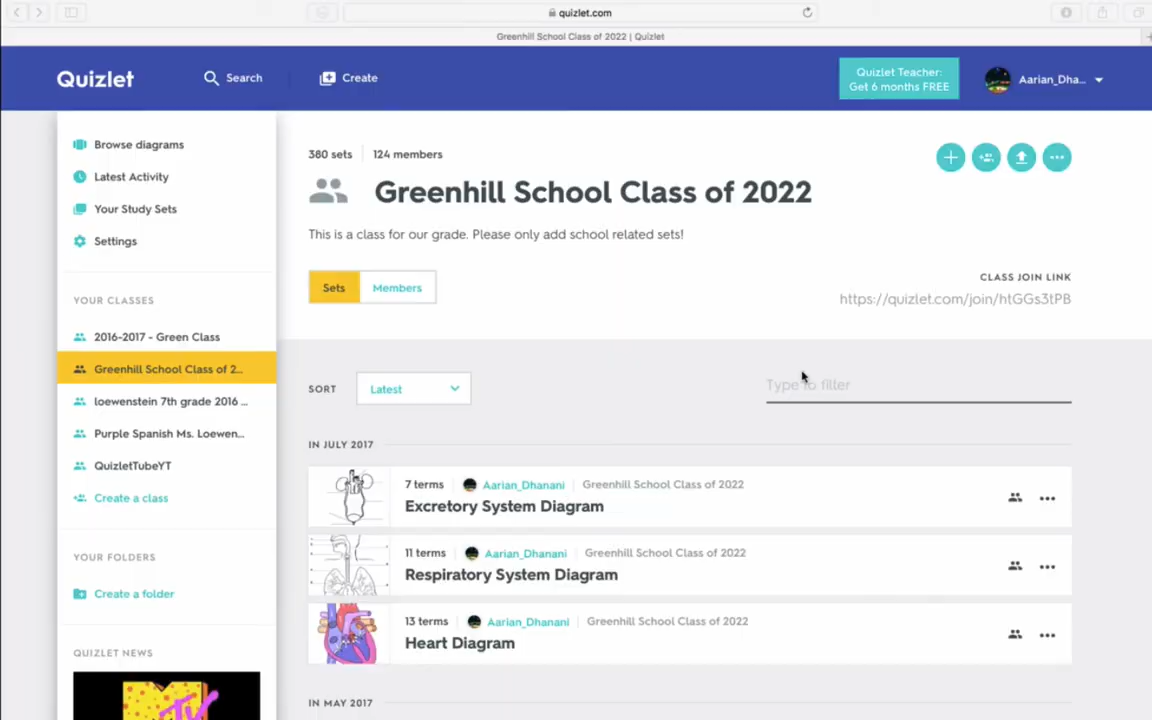 quizlet.com
Greenhill School Class of 2022 | Quizlet
Quizlet
Search
Create
Quizlet Teacher:
Get 6 months FREE
Aarian_Dha...
Browse diagrams
Latest Activity
Your Study Sets
Settings
YOUR CLASSES
2016-2017 - Green Class
Greenhill School Class of 2...
loewenstein 7th grade 2016 ...
Purple Spanish Ms. Loewen...
QuizletTubeYT
Create a class
YOUR FOLDERS
Create a folder
QUIZLET NEWS
MTV
380 sets
124 members
Greenhill School Class of 2022
This is a class for our grade. Please only add school related sets!
Sets
Members
CLASS JOIN LINK
https://quizlet.com/join/htGGs3tPB
SORT
Latest
Type to filter
IN JULY 2017
7 terms Aarian_Dhanani Greenhill School Class of 2022
Excretory System Diagram
11 terms Aarian_Dhanani Greenhill School Class of 2022
Respiratory System Diagram
13 terms Aarian_Dhanani Greenhill School Class of 2022
Heart Diagram
IN MAY 2017